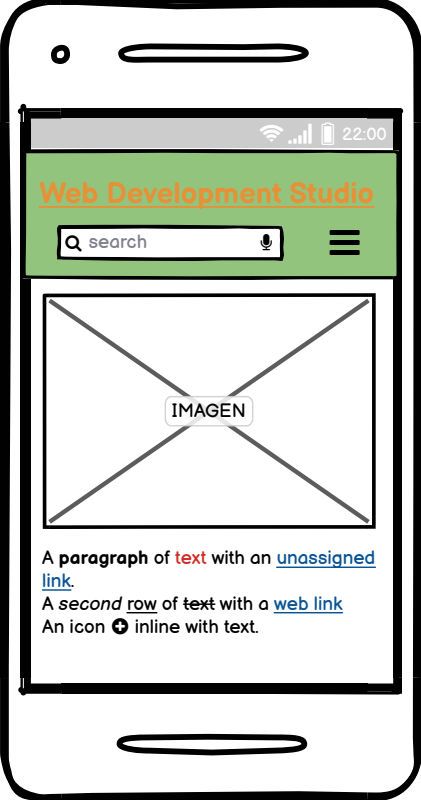 22:00
Web Development Studio
search
IMAGEN
A paragraph of text with an unassigned
link.
A second row of text with a web link
An icon inline with text.